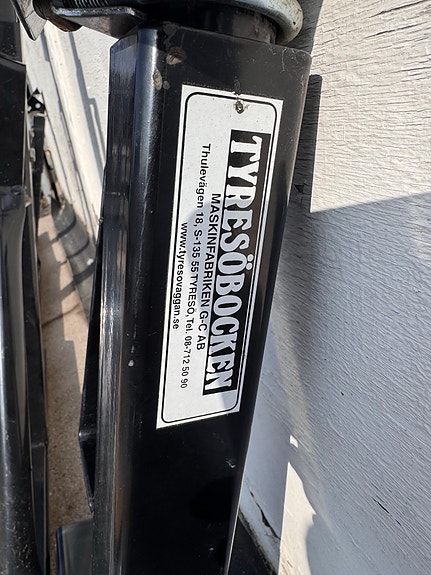 TYRESÖBOCKEN
MASKINFABRIKEN G-C AB
Thulevägen 18, S-135 55 TYRESÖ, Tel. 08-712 50 90
www.tyresovaggan.se